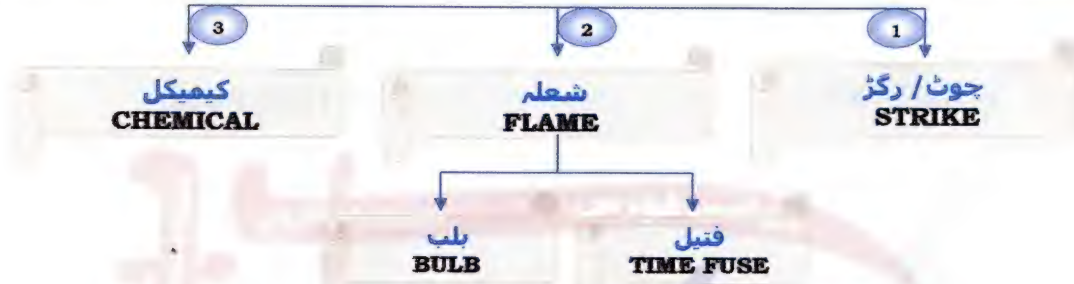 1
2
3
چوٹ/ رگڑ
STRIKE
شعلہ
FLAME
کیمیکل
CHEMICAL
فتیل
TIME FUSE
بلب
BULB